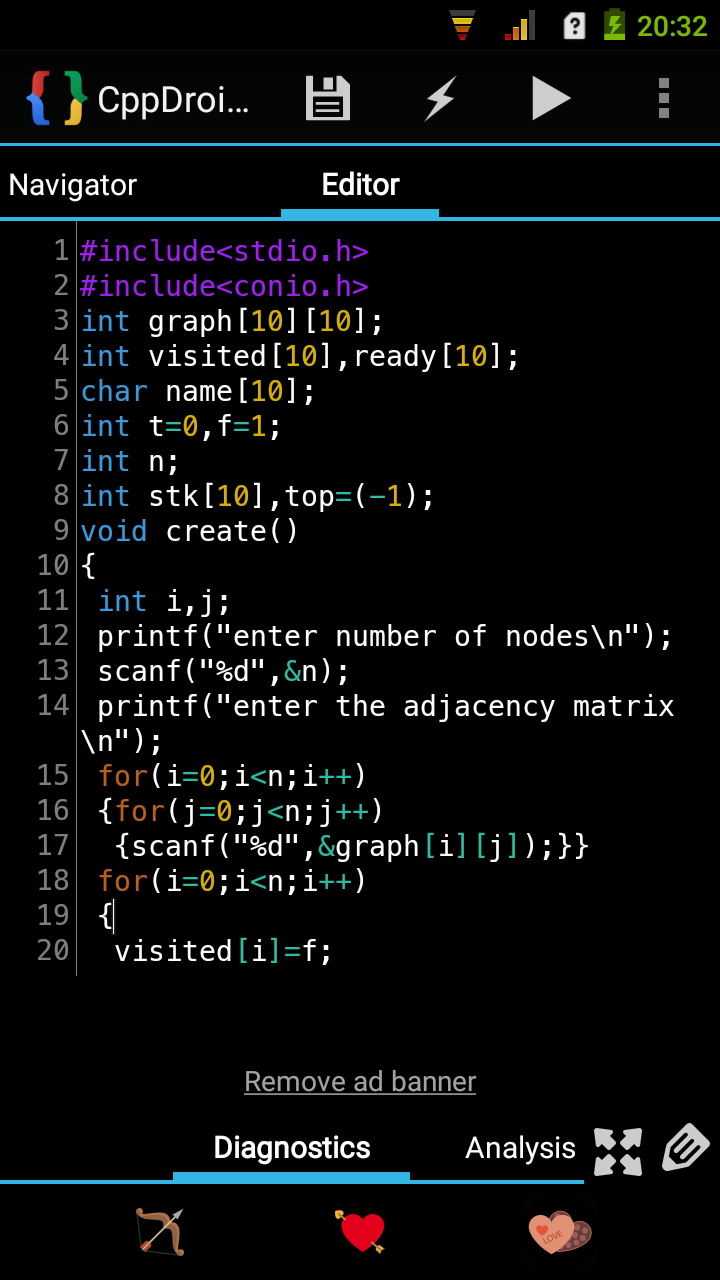 20:32
CppDroi...
Navigator Editor
1 #include<stdio.h>
2 #include<conio.h>
3 int graph[10][10];
4 int visited[10],ready[10];
5 char name[10];
6 int t=0,f=1;
7 int n;
8 int stk[10],top=(-1);
9 void create()
10 {
11  int i,j;
12  printf("enter number of nodes\n");
13  scanf("%d",&n);
14  printf("enter the adjacency matrix
\n");
15  for(i=0;i<n;i++)
16  {for(j=0;j<n;j++)
17   {scanf("%d",&graph[i][j]);}}
18  for(i=0;i<n;i++)
19  {
20   visited[i]=f;
Remove ad banner
Diagnostics Analysis
LOVE